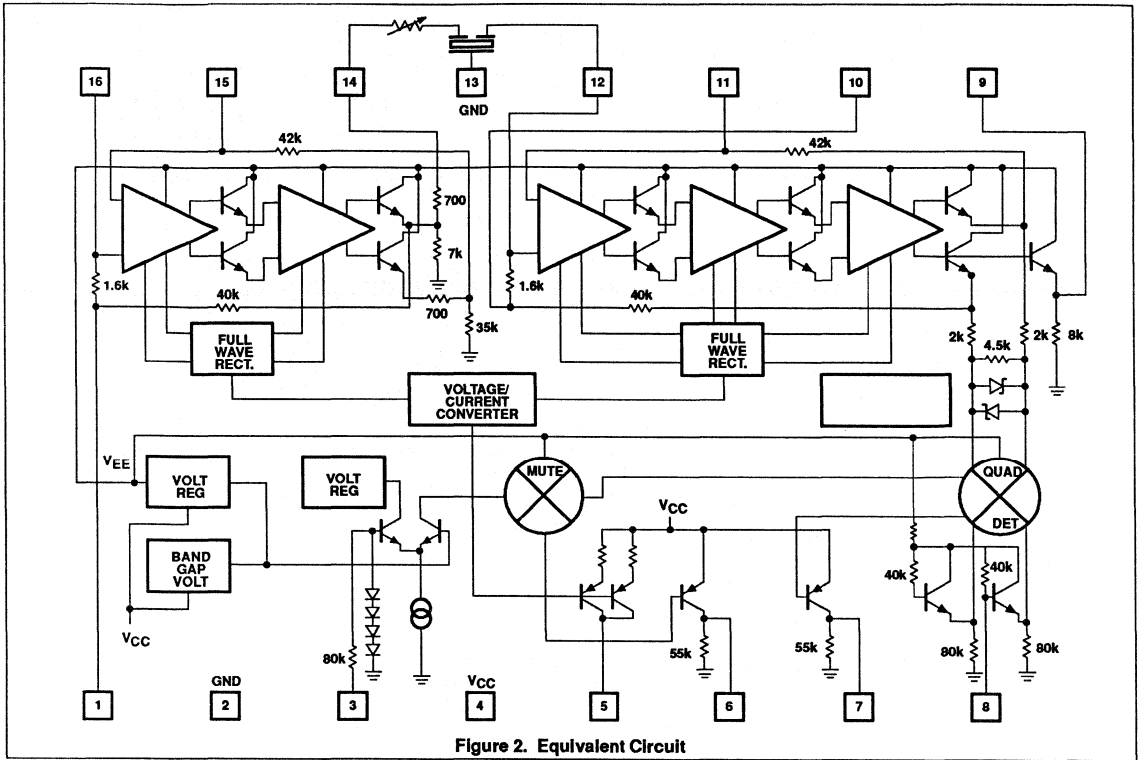 16
15
14
13
GND
12
11
10
9
42k
42k
700
7k
1.6k
40k
700
35k
1.6k
40k
2k
2k
8k
4.5k
FULL
WAVE
RECT.
FULL
WAVE
RECT.
VOLTAGE/
CURRENT
CONVERTER
VEE
VOLT
REG
VOLT
REG
MUTE
QUAD
DET
VCC
BAND
GAP
VOLT
VCC
40k
40k
80k
55k
55k
80k
80k
GND
VCC
1
2
3
4
5
6
7
8
Figure 2. Equivalent Circuit